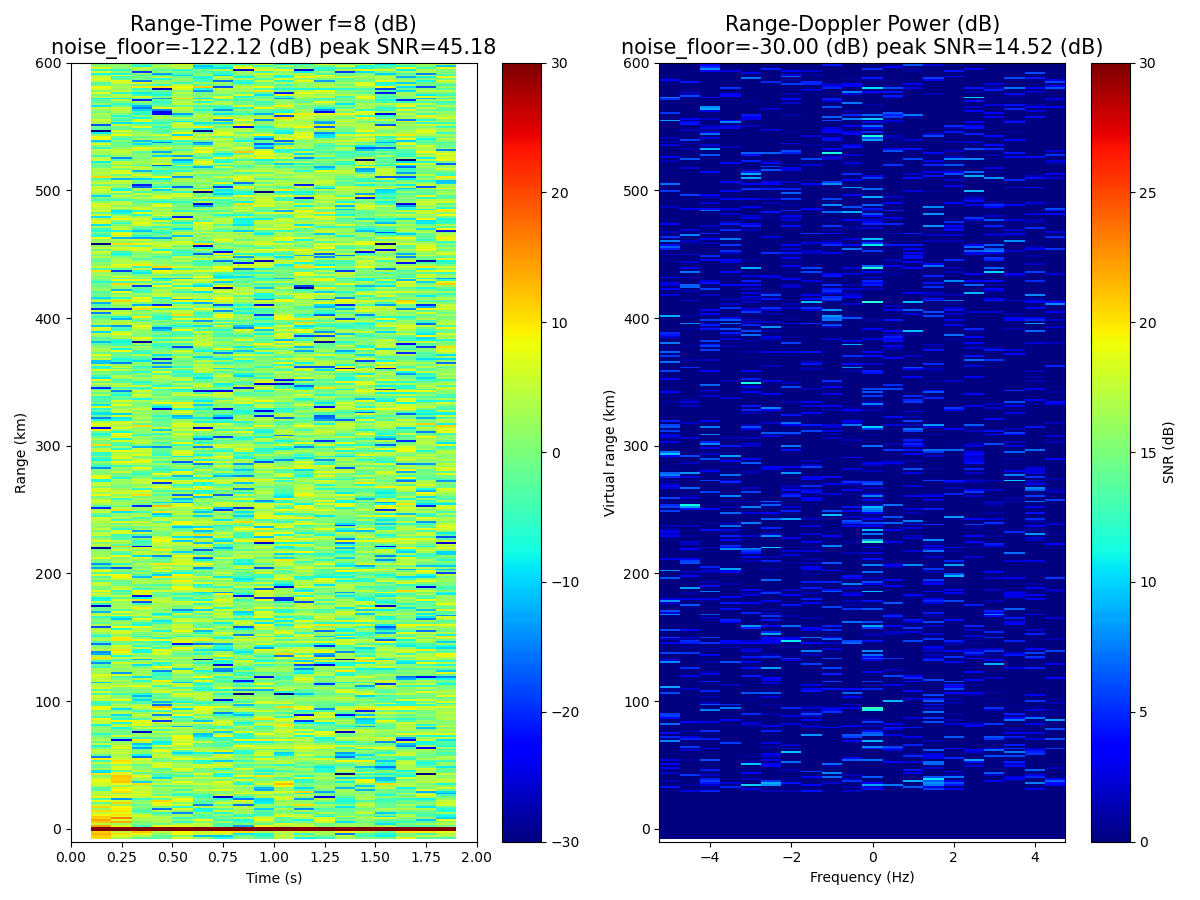 Range-Time Power f=8 (dB)
noise_floor=-122.12 (dB) peak SNR=45.18
600
500
400
300
200
100
0
Range (km)
0.00 0.25 0.50 0.75 1.00 1.25 1.50 1.75 2.00
Time (s)
30
20
10
0
−10
−20
−30
Range-Doppler Power (dB)
noise_floor=-30.00 (dB) peak SNR=14.52 (dB)
600
500
400
300
200
100
0
Virtual range (km)
−4 −2 0 2 4
Frequency (Hz)
30
25
20
15
10
5
0
SNR (dB)